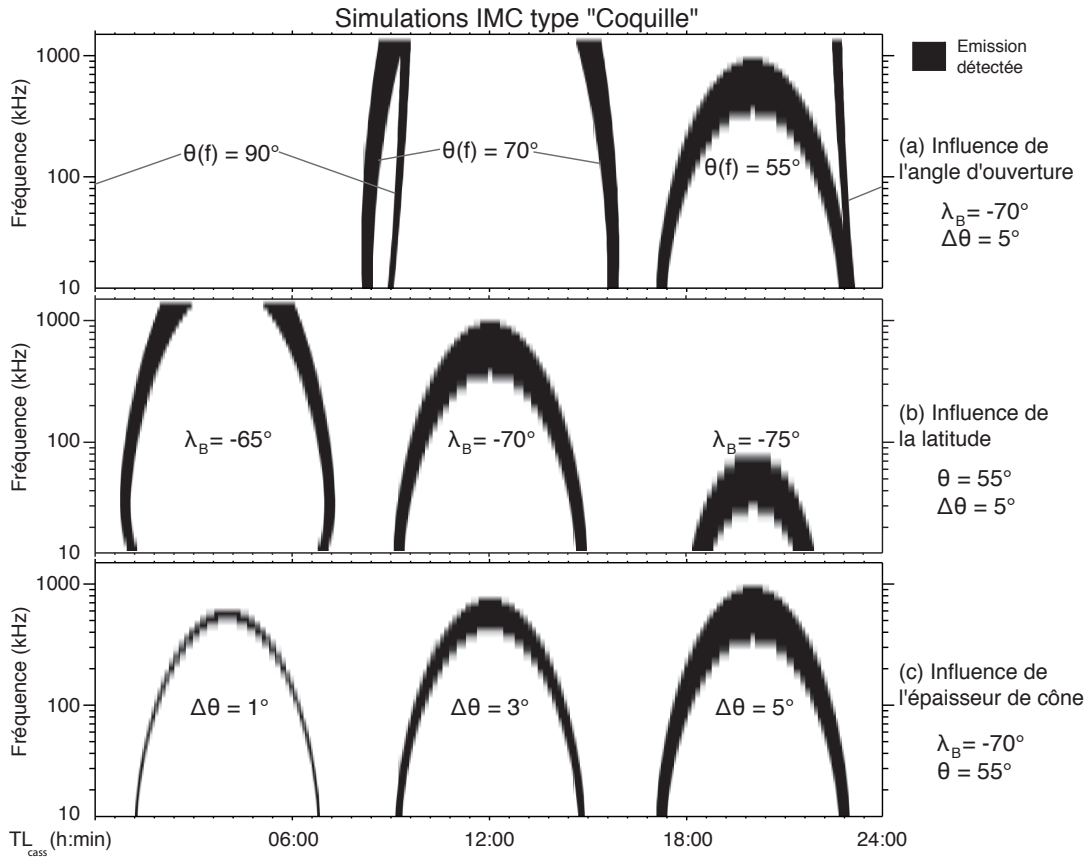 Simulations IMC type "Coquille"
Emission
détectée
Fréquence (kHz)
1000
100
10
θ(f) = 90°
θ(f) = 70°
θ(f) = 55°
(a) Influence de
l'angle d'ouverture
λB= -70°
Δθ = 5°
Fréquence (kHz)
1000
100
10
λB= -65°
λB= -70°
λB= -75°
(b) Influence de
la latitude
θ = 55°
Δθ = 5°
Fréquence (kHz)
1000
100
10
Δθ = 1°
Δθ = 3°
Δθ = 5°
(c) Influence de
l'épaisseur de cône
λB= -70°
θ = 55°
TLcass (h:min)
06:00
12:00
18:00
24:00